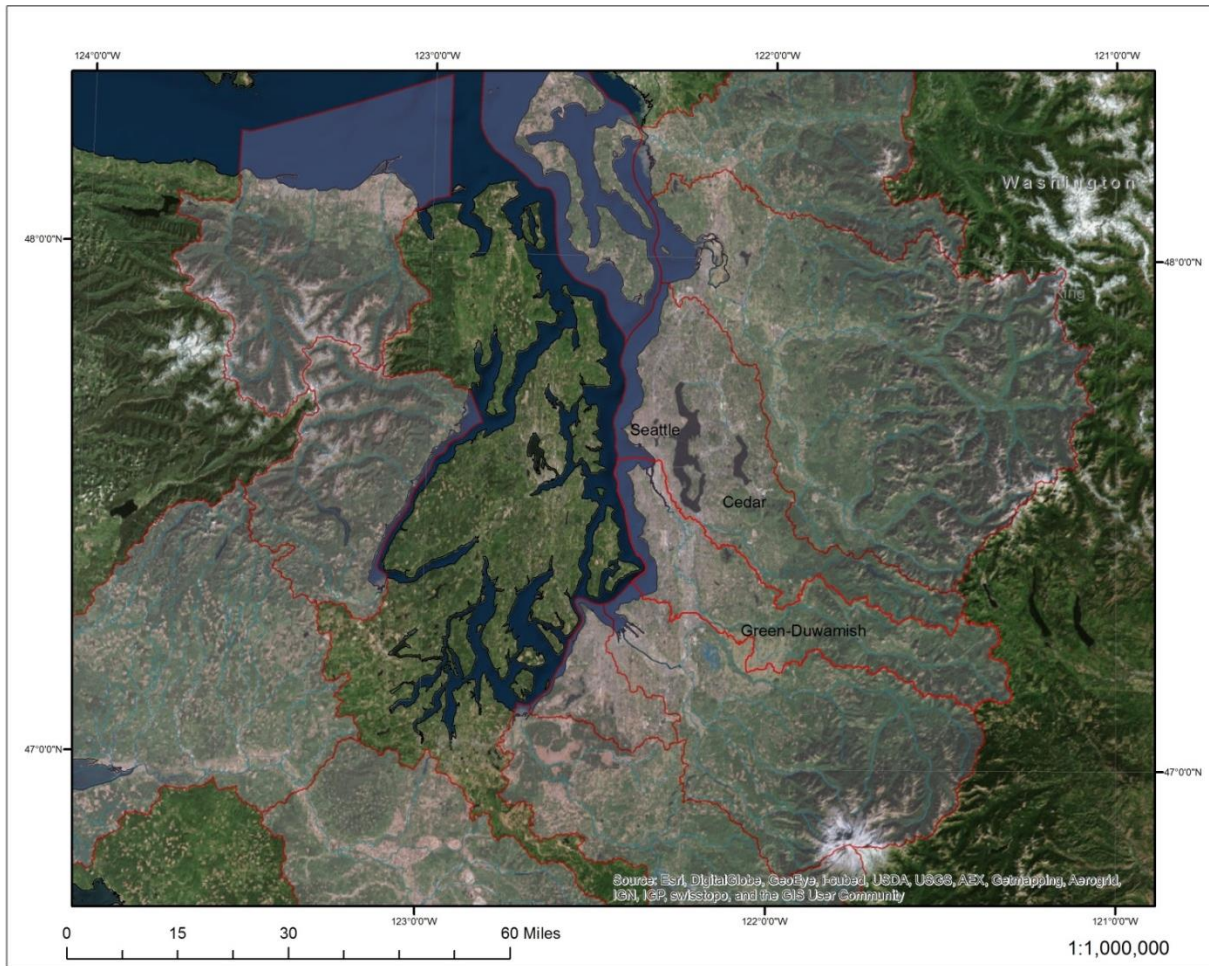 124°0'0"W 123°0'0"W 122°0'0"W 121°0'0"W
Washington
48°0'0"N
48°0'0"N
King
Seattle
Cedar
Green-Duwamish
47°0'0"N
47°0'0"N
Source: Esri, DigitalGlobe, GeoEye, i-cubed, USDA, USGS, AEX, Getmapping, Aerogrid,
IGN, IGP, swisstopo, and the GIS User Community
123°0'0"W 122°0'0"W 121°0'0"W
0 15 30 60 Miles
1:1,000,000